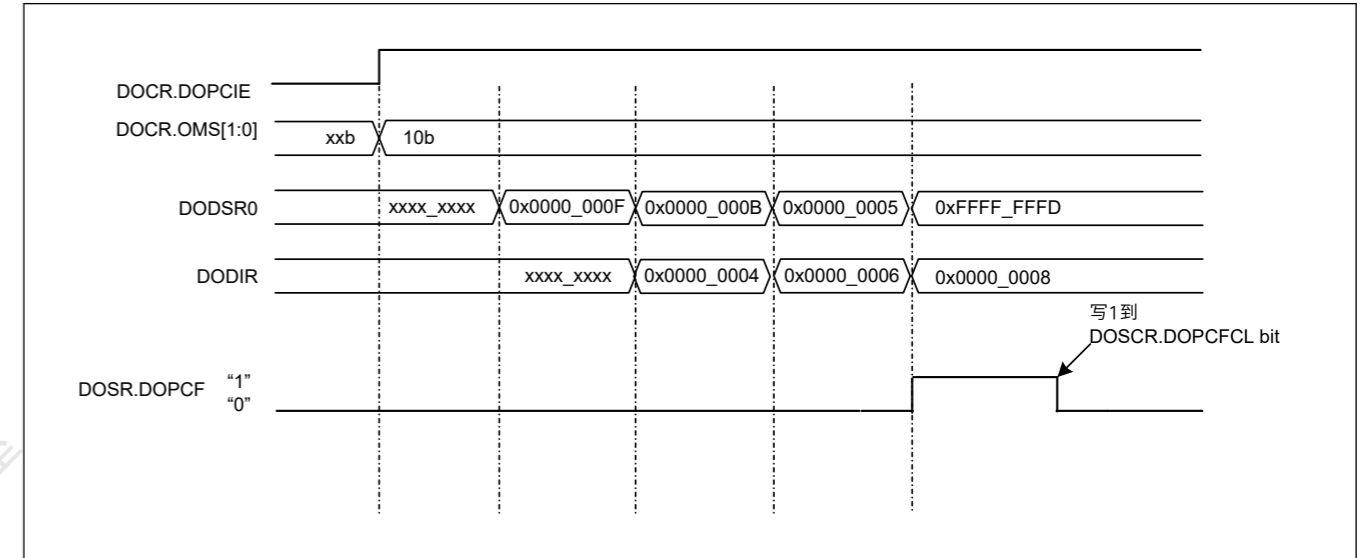 DOCR.DOPCIE
DOCR.OMS[1:0]
xxb
10b
DODSR0
xxxx_xxxx
0x0000_000F
0x0000_000B
0x0000_0005
0xFFFF_FFFD
DODIR
xxxx_xxxx
0x0000_0004
0x0000_0006
0x0000_0008
写1到
DOSCR.DOPCFCL bit
DOSR.DOPCF
“1”
“0”